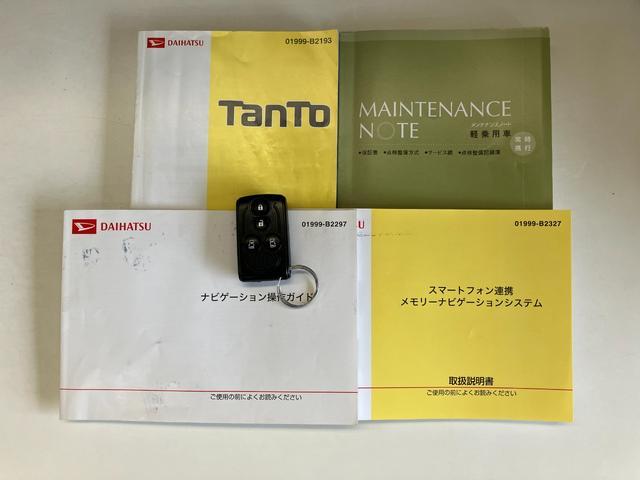 DAIHATSU
01999-B2193
TanTo
MAINTENANCE
NOTE
メンテナンスノート
軽乗用車
常時
携行
●保証書 ●点検整備方式 ●サービス網 ●点検整備記録簿
DAIHATSU
01999-B2297
ナビゲーション操作ガイド
ご使用の前によくお読みください
U
01999-B2327
スマートフォン連携
メモリーナビゲーションシステム
取扱説明書
ご使用の前によくお読みください